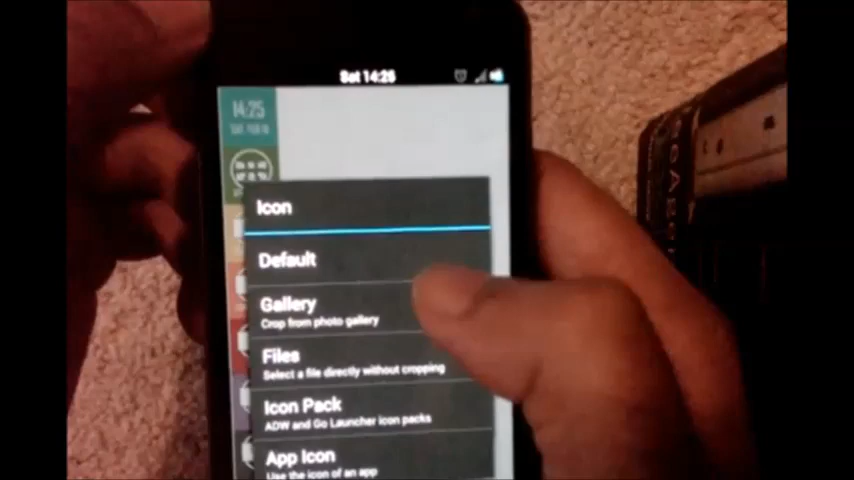 Sat 14:25
14:25
Icon
Default
Gallery
Crop from photo gallery
Files
Select a file directly without cropping
Icon Pack
ADW and Go Launcher icon packs
App Icon
Use the icon of an app